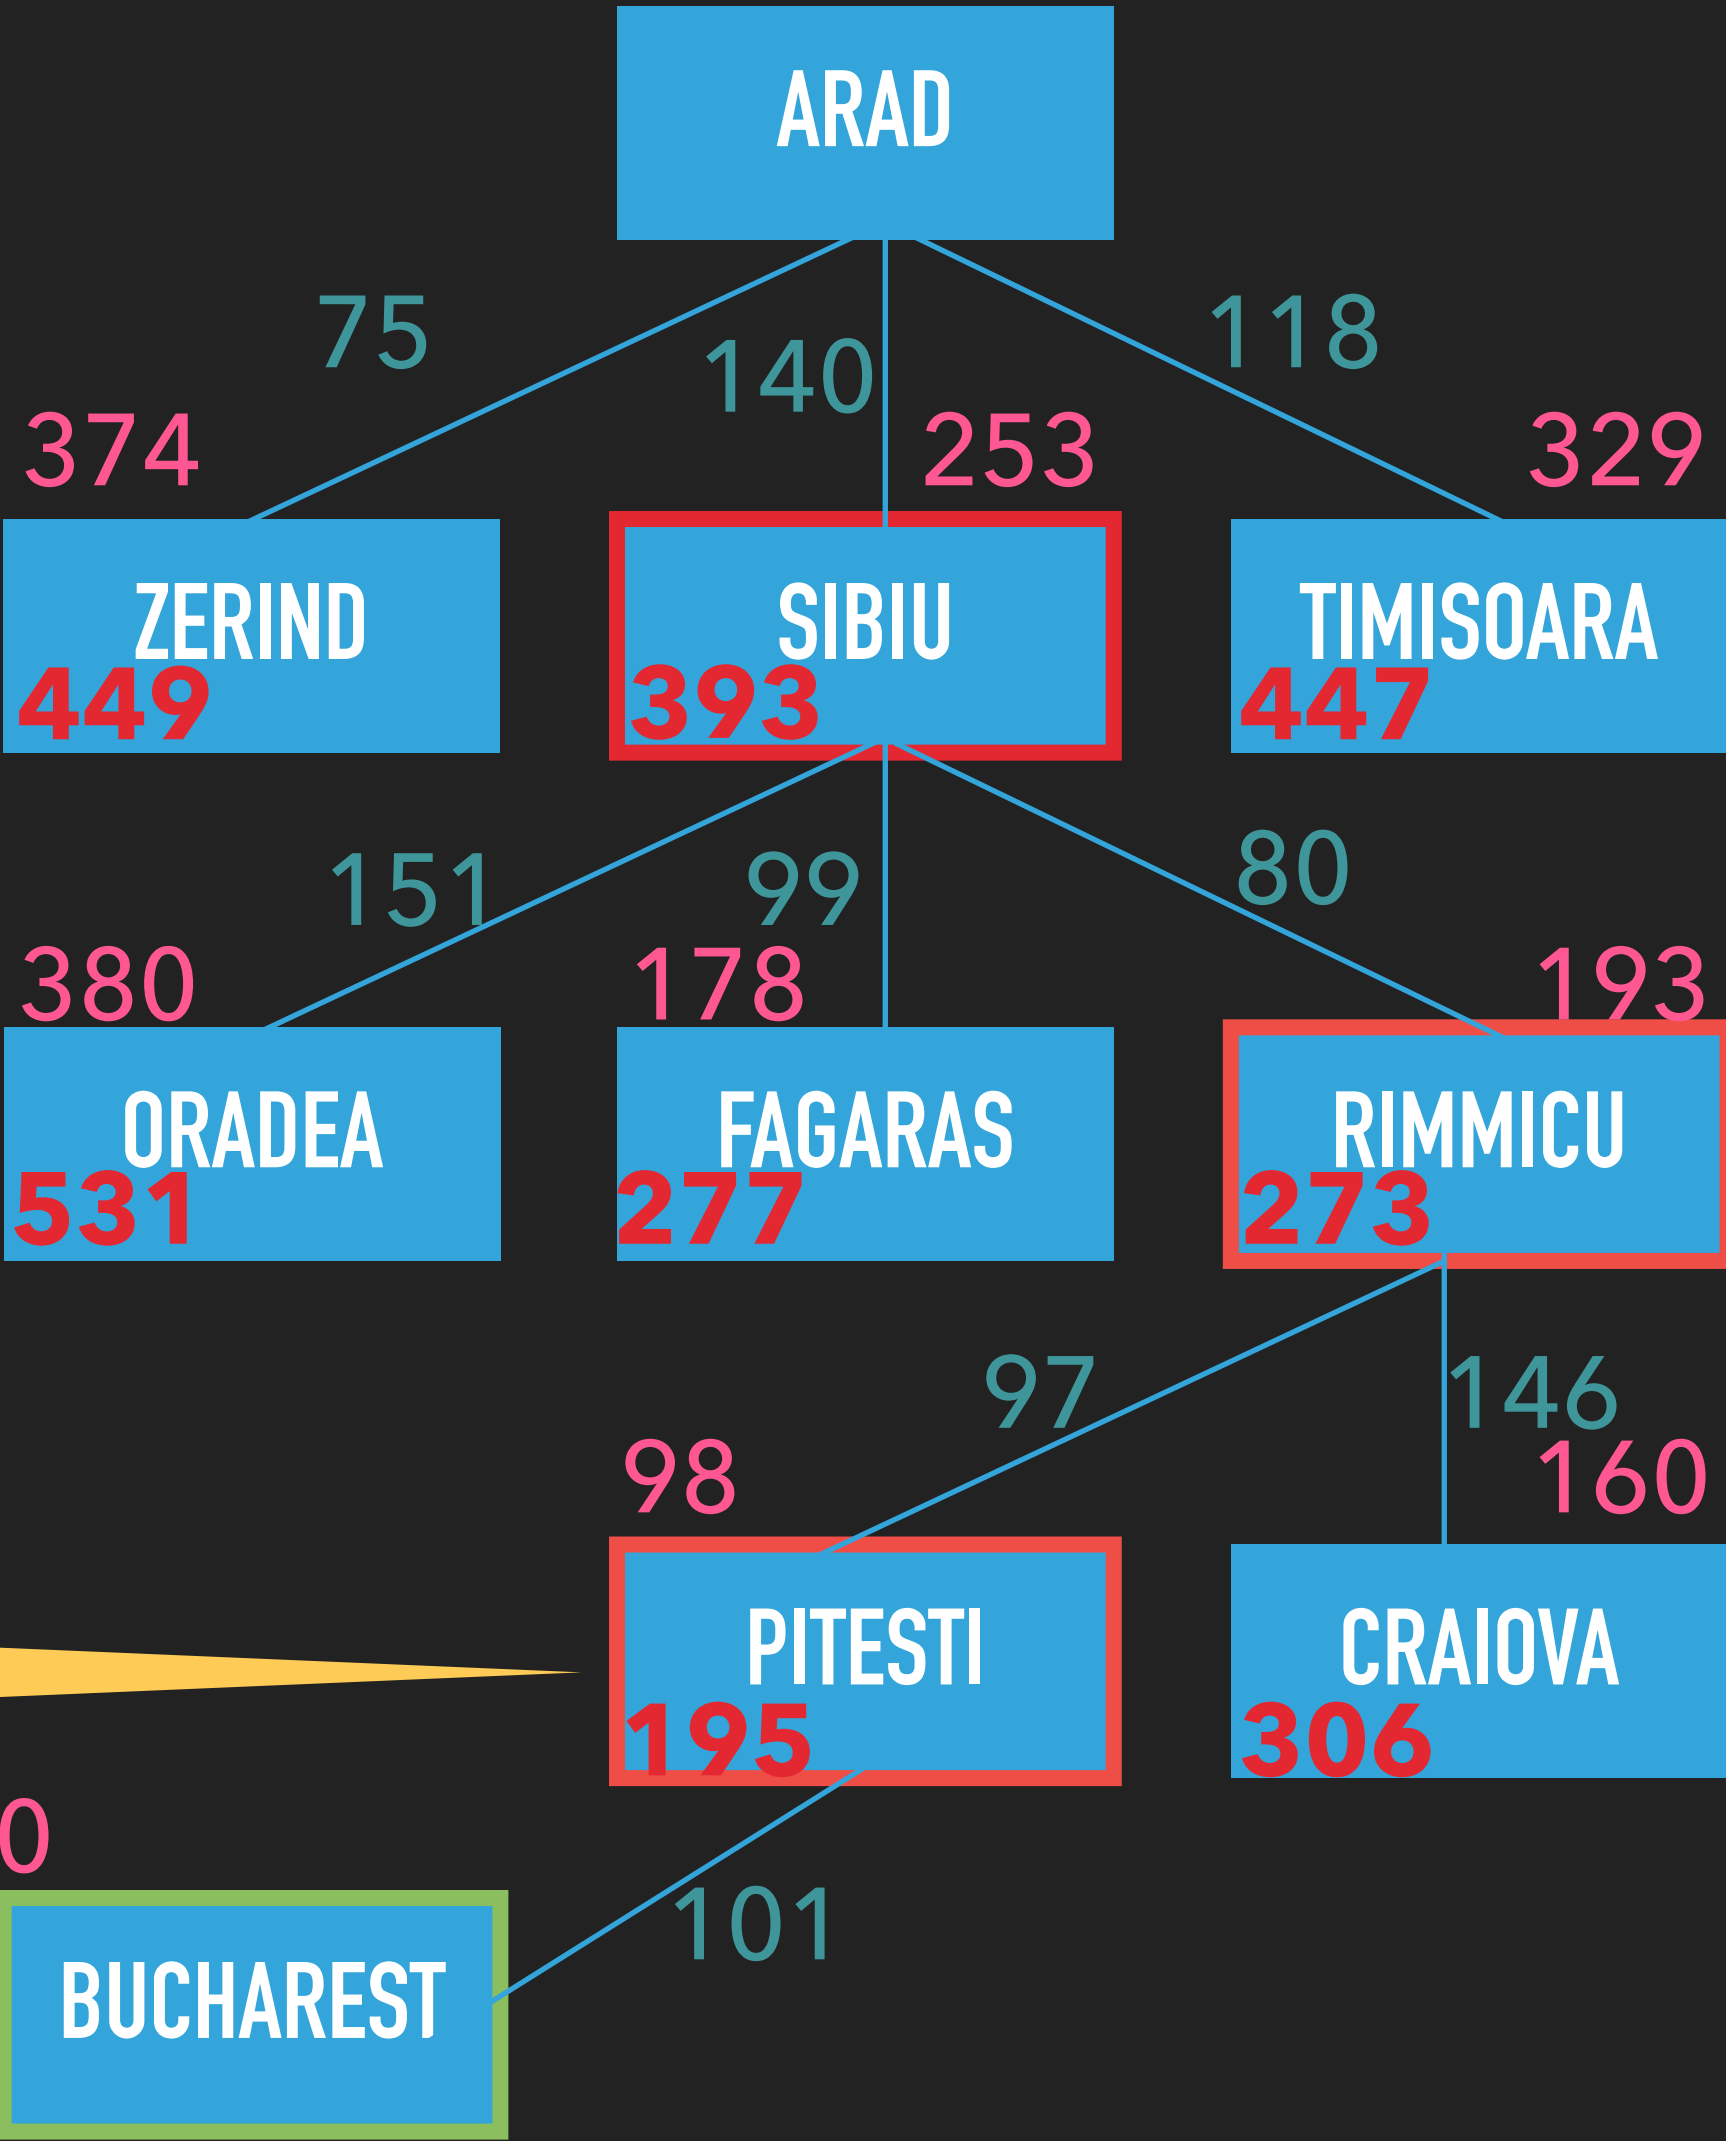 ARAD
75
140
118
374
253
329
ZERIND
449
SIBIU
393
TIMISOARA
447
151
99
80
380
178
193
ORADEA
531
FAGARAS
277
RIMMICU
273
97
146
98
160
PITESTI
195
CRAIOVA
306
0
101
BUCHAREST